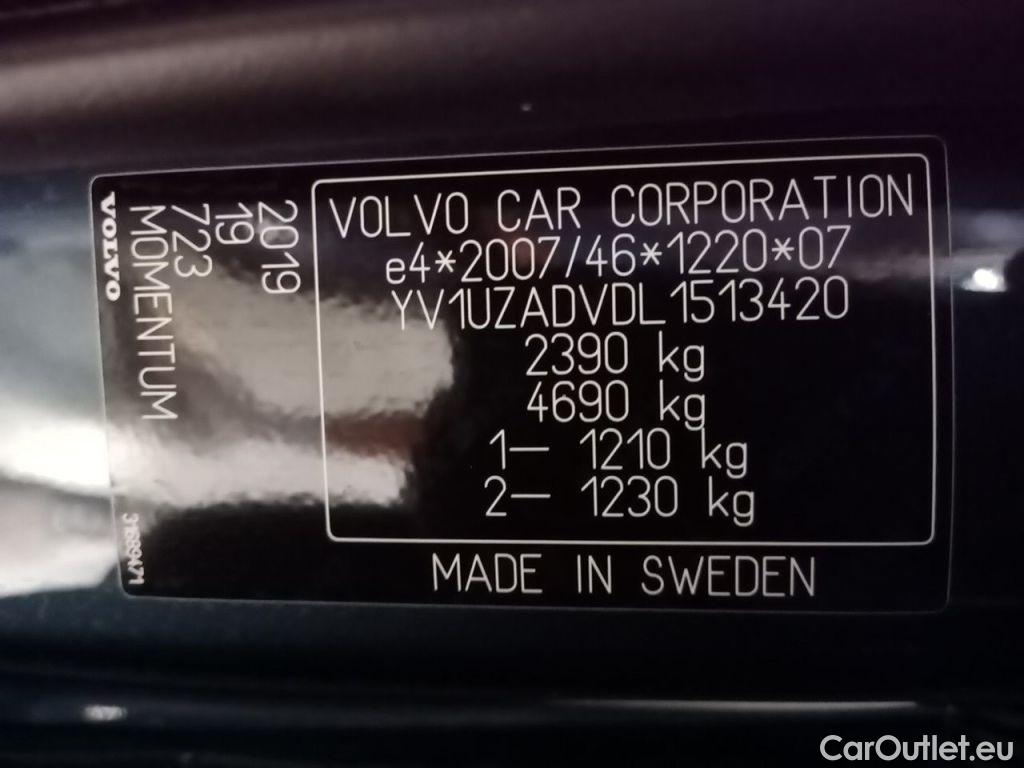 VOLVO
2019
19
723
MOMENTUM
31689471
VOLVO CAR CORPORATION
e4*2007/46*1220*07
YV1UZADVDL1513420
2390 kg
4690 kg
1— 1210 kg
2— 1230 kg
MADE IN SWEDEN
CarOutlet.eu